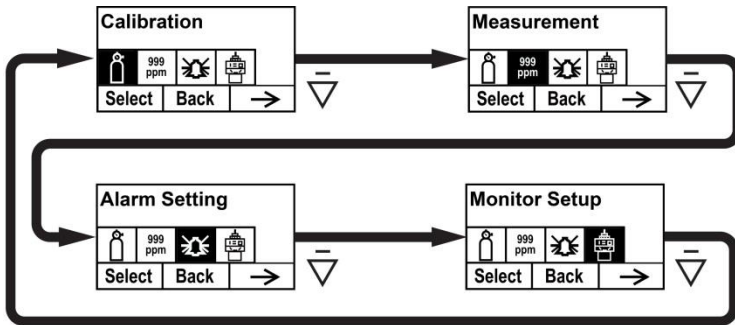 Calibration
999
ppm
Select Back →
Measurement
999
ppm
Select Back →
Alarm Setting
999
ppm
Select Back →
Monitor Setup
999
ppm
Select Back →